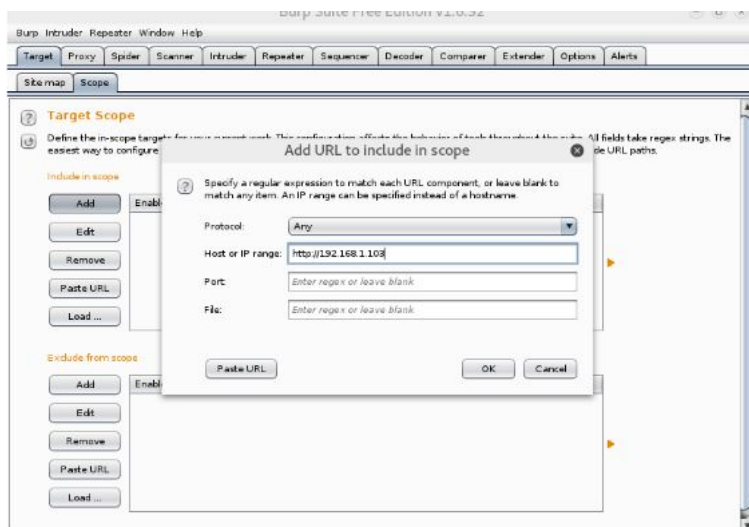 Burp Suite Free Edition v1.6.32
Burp Intruder Repeater Window Help
Target Proxy Spider Scanner Intruder Repeater Sequencer Decoder Comparer Extender Options Alerts
Site map Scope
Target Scope
Define the in-scope targets for your current work. This configuration affects the behavior of tools throughout the suite. All fields take regex strings. The
easiest way to configure de URL paths.
Include in scope
Add Enabl
Edit
Remove
Paste URL
Load ...
Add URL to include in scope
Specify a regular expression to match each URL component, or leave blank to
match any item. An IP range can be specified instead of a hostname.
Protocol: Any
Host or IP range: http://192.168.1.103
Port: Enter regex or leave blank
File: Enter regex or leave blank
Paste URL OK Cancel
Exclude from scope
Add Enabl
Edit
Remove
Paste URL
Load ...